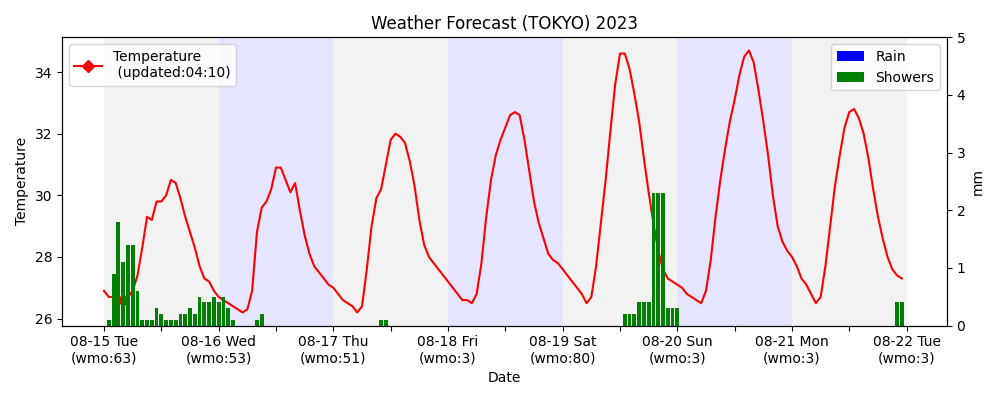 Weather Forecast (TOKYO) 2023
Temperature
(updated:04:10)
Rain
Showers
Temperature
34
32
30
28
26
5
4
3
2
1
0
mm
08-15 Tue
(wmo:63)
08-16 Wed
(wmo:53)
08-17 Thu
(wmo:51)
08-18 Fri
(wmo:3)
08-19 Sat
(wmo:80)
08-20 Sun
(wmo:3)
08-21 Mon
(wmo:3)
08-22 Tue
(wmo:3)
Date